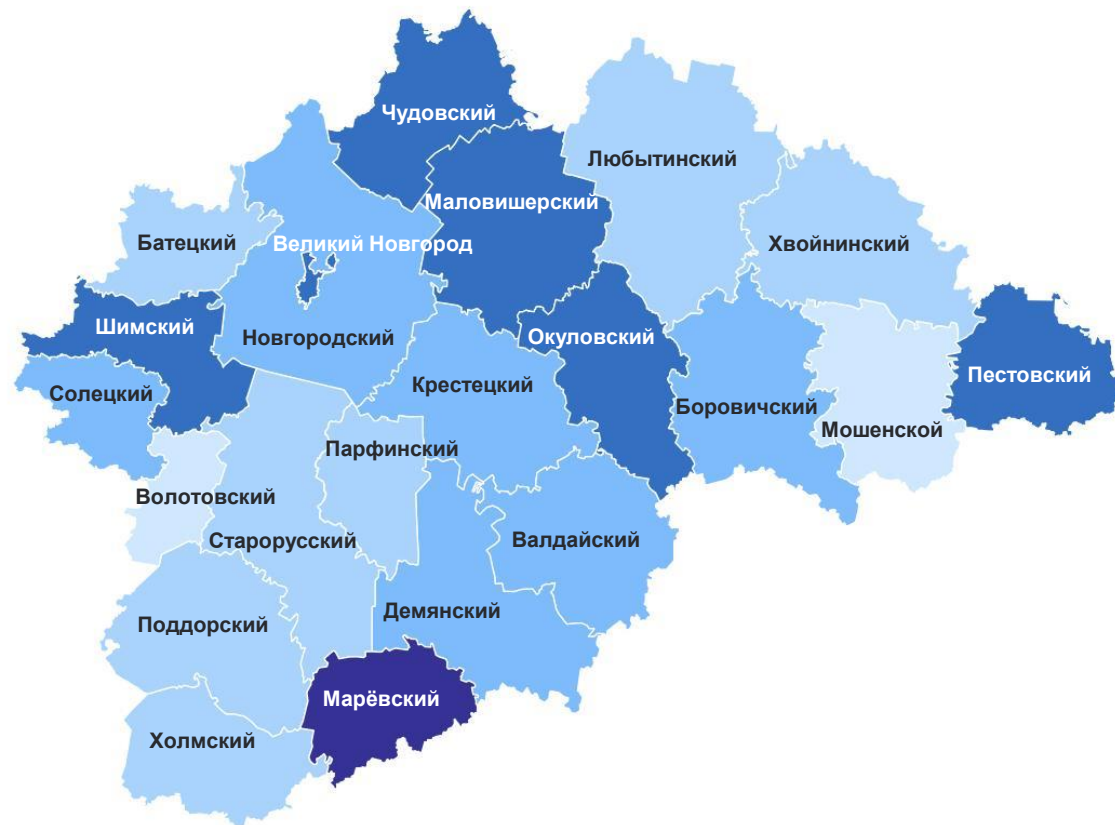 Чудовский
Любытинский
Маловишерский
Батецкий
Великий Новгород
Хвойнинский
Шимский
Новгородский
Окуловский
Пестовский
Солецкий
Крестецкий
Боровичский
Мошенской
Парфинский
Волотовский
Старорусский
Валдайский
Демянский
Поддорский
Марёвский
Холмский